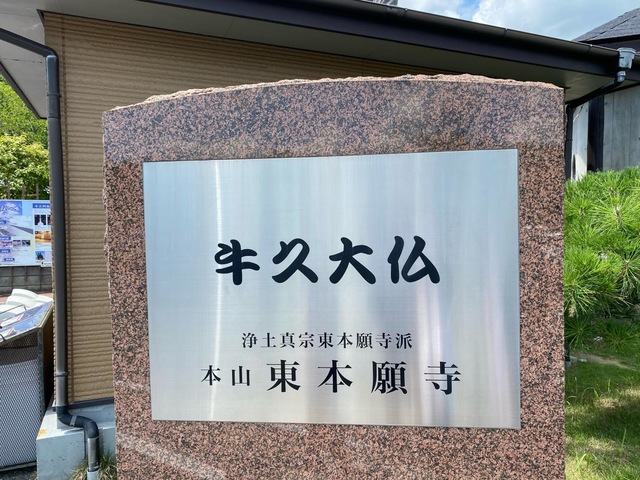 牛久大仏
浄土真宗東本願寺派
本山 東本願寺